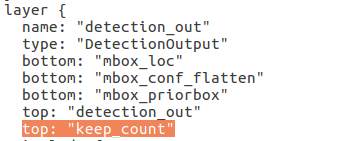 layer {
name: "detection_out"
type: "DetectionOutput"
bottom: "mbox_loc"
bottom: "mbox_conf_flatten"
bottom: "mbox_priorbox"
top: "detection_out"
top: "keep_count"